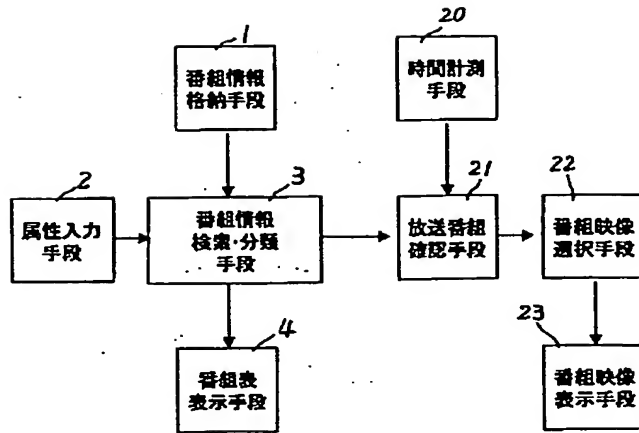 1
番組情報
格納手段
20
時間計測
手段
2
属性入力
手段
3
番組情報
検索・分類
手段
21
放送番組
確認手段
22
番組映像
選択手段
4
番組表
表示手段
23
番組映像
表示手段